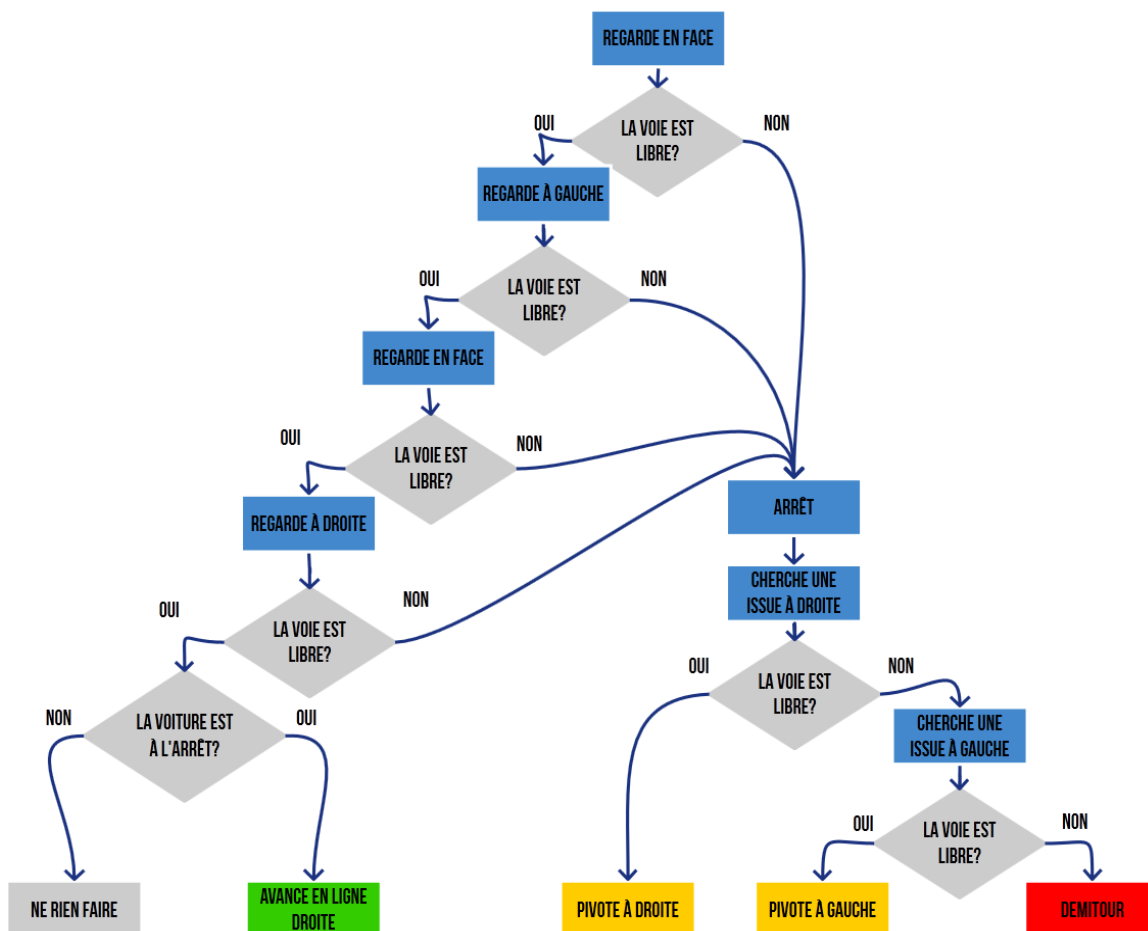 REGARDE EN FACE
OUI
NON
LA VOIE EST
LIBRE?
REGARDE À GAUCHE
OUI
NON
LA VOIE EST
LIBRE?
REGARDE EN FACE
OUI
NON
LA VOIE EST
LIBRE?
REGARDE À DROITE
ARRÊT
CHERCHE UNE
ISSUE À DROITE
OUI
NON
LA VOIE EST
LIBRE?
OUI
NON
LA VOIE EST
LIBRE?
NON
OUI
LA VOITURE EST
À L'ARRÊT?
CHERCHE UNE
ISSUE À GAUCHE
OUI
NON
LA VOIE EST
LIBRE?
NE RIEN FAIRE
AVANCE EN LIGNE
DROITE
PIVOTE À DROITE
PIVOTE À GAUCHE
DEMITOUR